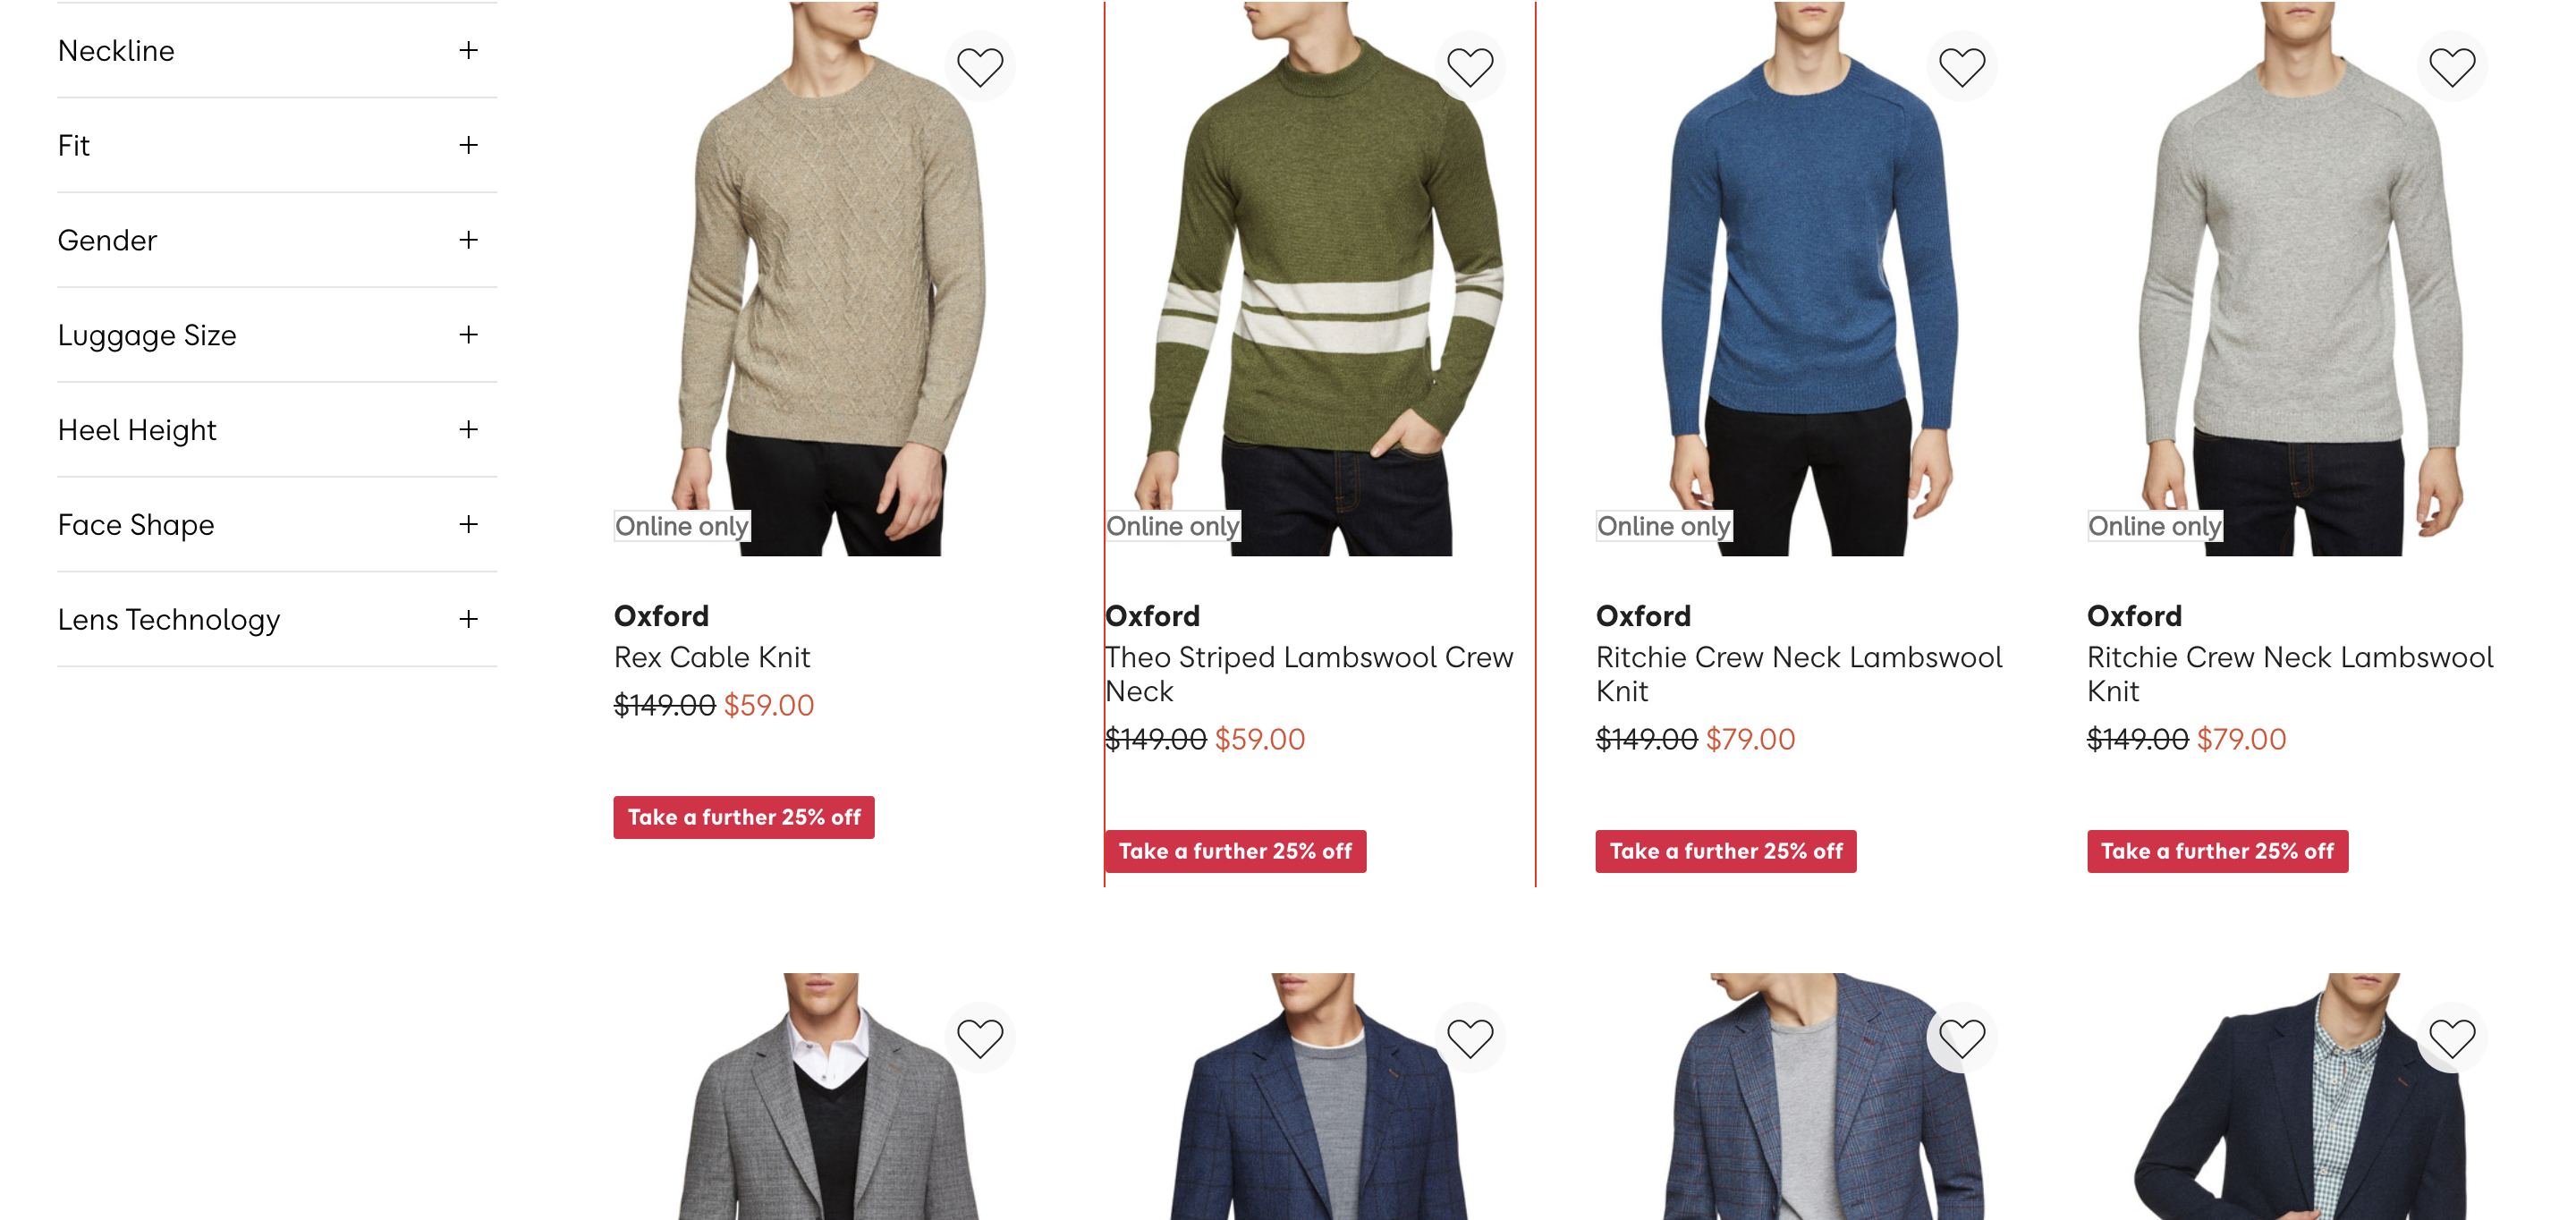 Neckline
Fit
Gender
Luggage Size
Heel Height
Face Shape
Lens Technology
Online only
Oxford
Rex Cable Knit
$149.00 $59.00
Take a further 25% off
Online only
Oxford
Theo Striped Lambswool Crew
Neck
$149.00 $59.00
Take a further 25% off
Online only
Oxford
Ritchie Crew Neck Lambswool
Knit
$149.00 $79.00
Take a further 25% off
Online only
Oxford
Ritchie Crew Neck Lambswool
Knit
$149.00 $79.00
Take a further 25% off